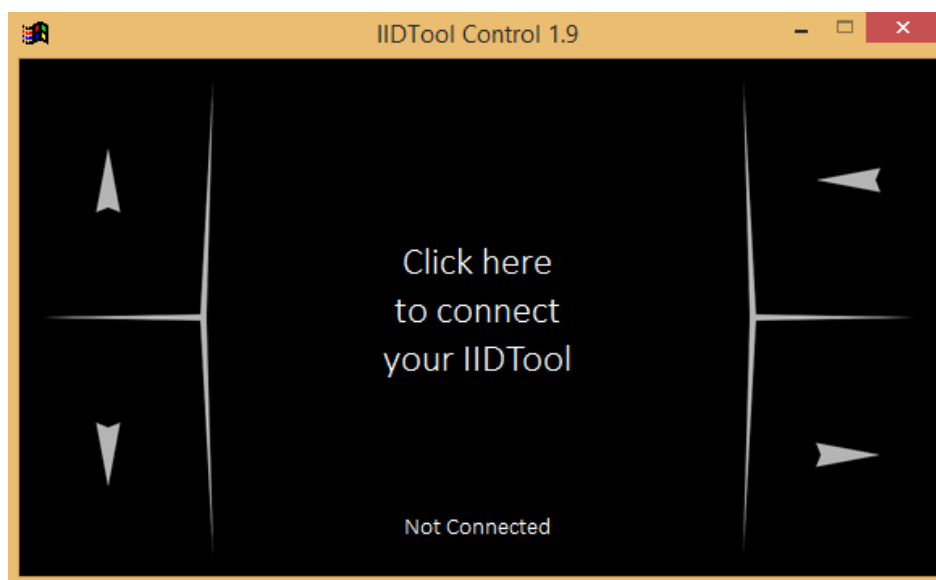 IIDTool Control 1.9
Click here
to connect
your IIDTool
Not Connected